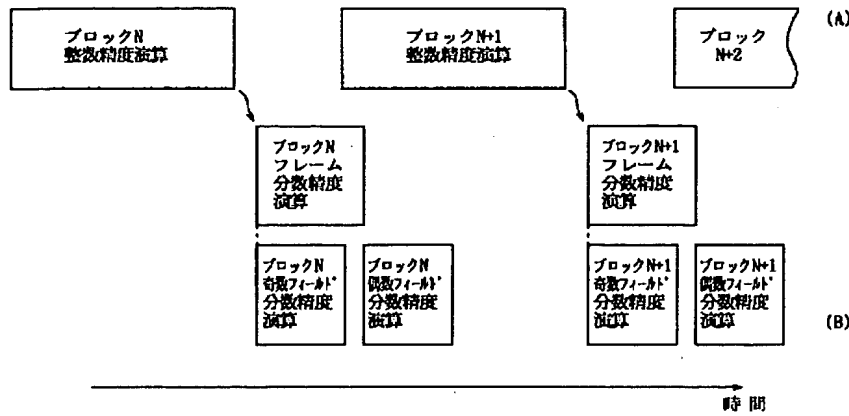 ブロックN
整数精度演算
ブロックN+1
整数精度演算
ブロック
N+2
(A)
ブロックN
フレーム
分数精度
演算
ブロックN+1
フレーム
分数精度
演算
ブロックN
奇数フィールド
分数精度
演算
ブロックN
偶数フィールド
分数精度
演算
ブロックN+1
奇数フィールド
分数精度
演算
ブロックN+1
偶数フィールド
分数精度
演算
(B)
時間